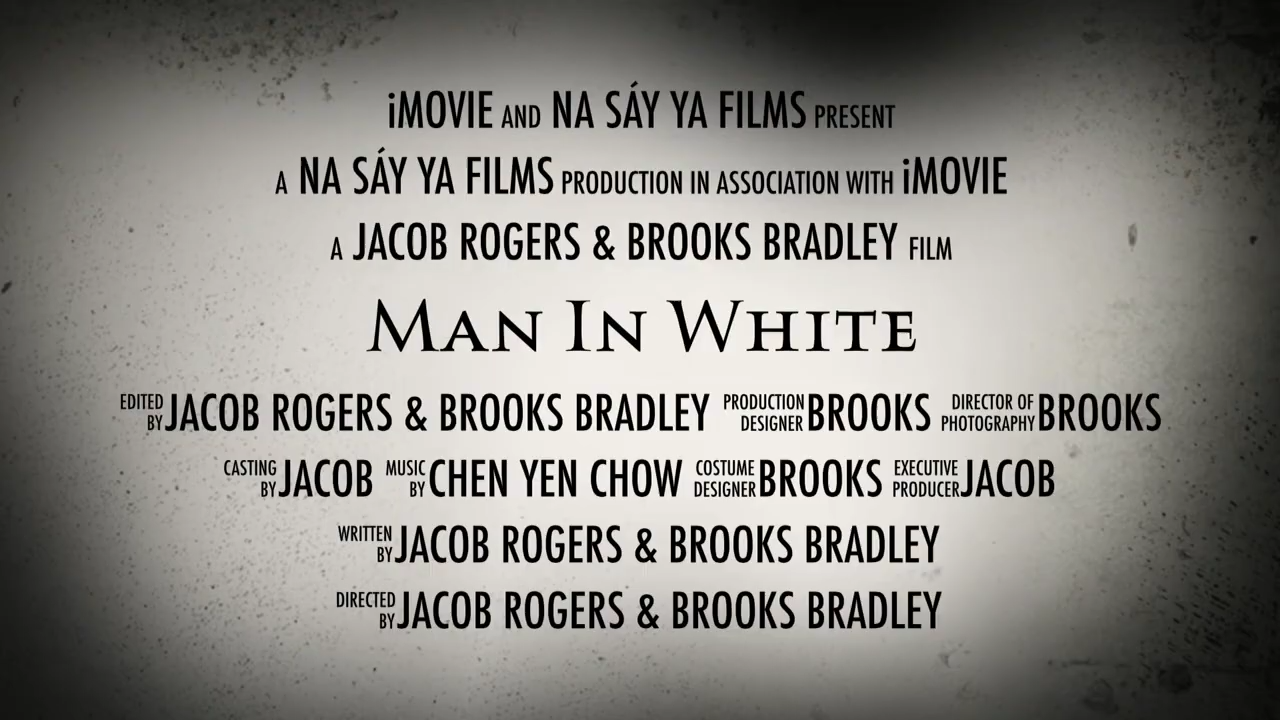 iMOVIE AND NA SÁY YA FILMS PRESENT
A NA SÁY YA FILMS PRODUCTION IN ASSOCIATION WITH iMOVIE
A JACOB ROGERS & BROOKS BRADLEY FILM
MAN IN WHITE
EDITED BY JACOB ROGERS & BROOKS BRADLEY PRODUCTION DESIGNER BROOKS DIRECTOR OF PHOTOGRAPHY BROOKS
CASTING BY JACOB MUSIC BY CHEN YEN CHOW COSTUME DESIGNER BROOKS EXECUTIVE PRODUCER JACOB
WRITTEN BY JACOB ROGERS & BROOKS BRADLEY
DIRECTED BY JACOB ROGERS & BROOKS BRADLEY